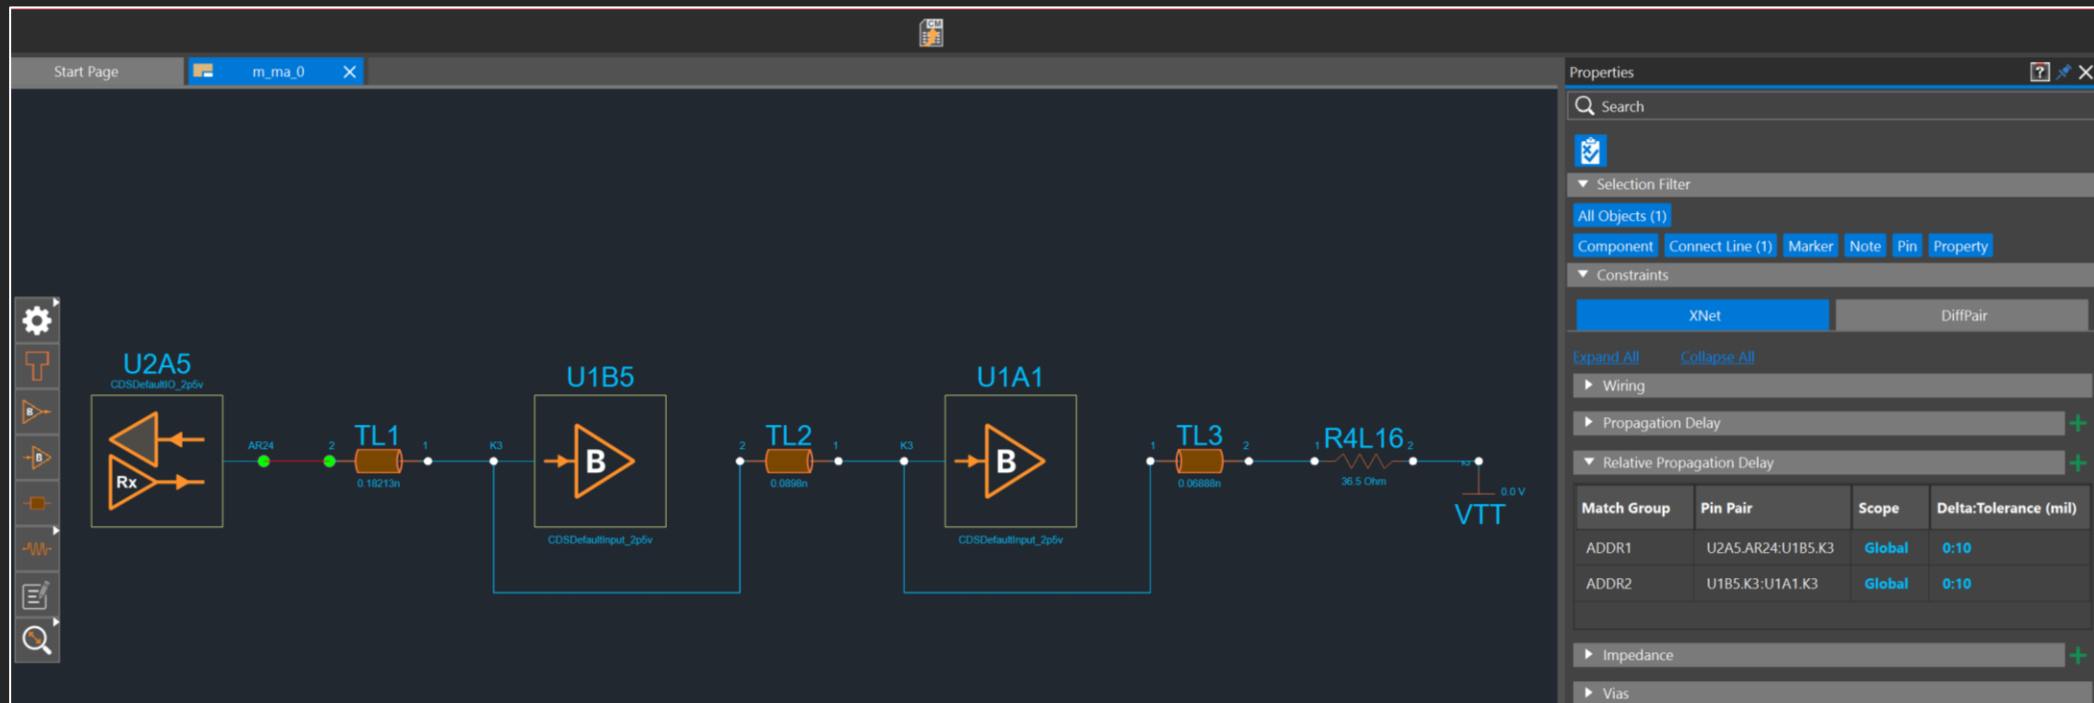 CM
Start Page
m_ma_0
Properties
?
Search
Selection Filter
All Objects (1)
Component Connect Line (1) Marker Note Pin Property
Constraints
XNet DiffPair
Expand All Collapse All
Wiring
Propagation Delay
Relative Propagation Delay
Match Group Pin Pair Scope Delta:Tolerance (mil)
ADDR1 U2A5.AR24:U1B5.K3 Global 0:10
ADDR2 U1B5.K3:U1A1.K3 Global 0:10
Impedance
Vias
B
B
U2A5
CDSDefaultIO_2p5v
Rx
AR24
2 TL1 1
0.18213n
U1B5
K3
B
CDSDefaultInput_2p5v
2 TL2 1
0.0898n
U1A1
K3
B
CDSDefaultInput_2p5v
1 TL3 2
0.06888n
1 R4L16 2
36.5 Ohm
0.0 V
VTT